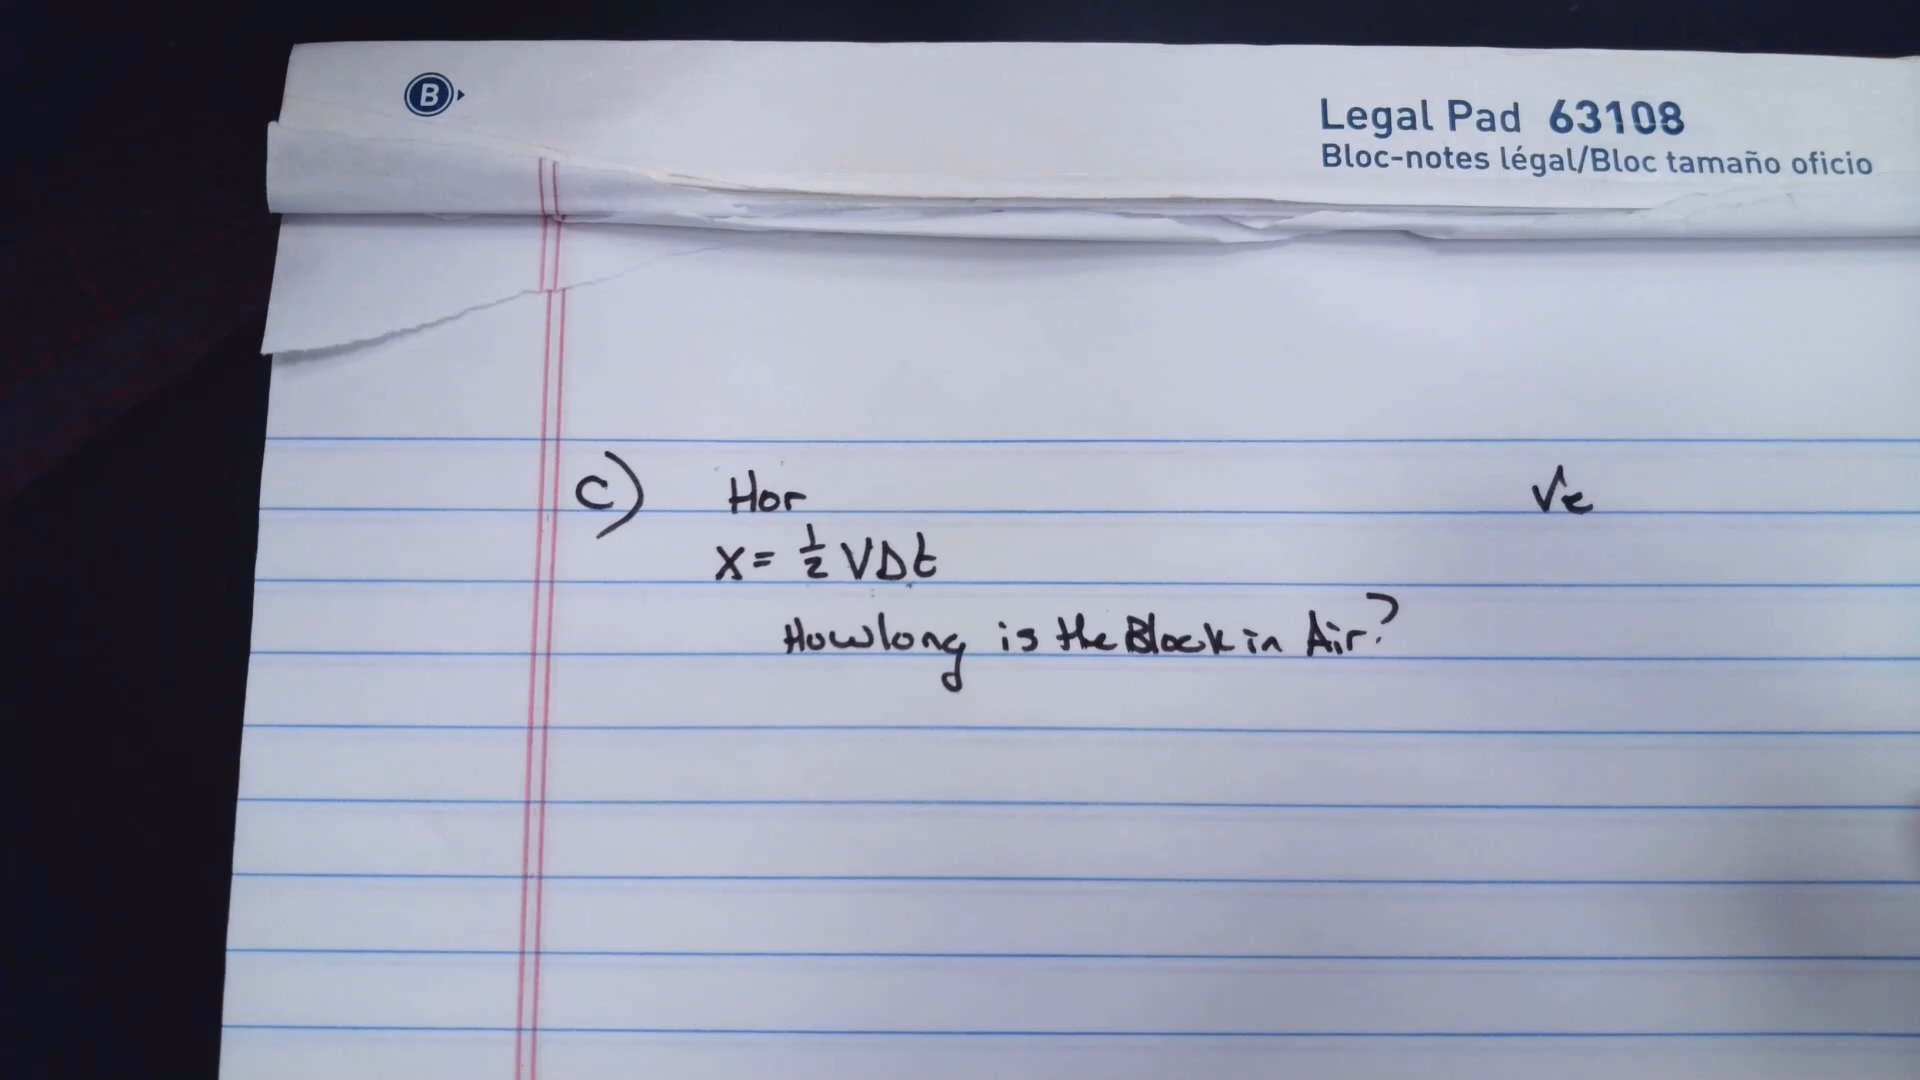 B
Legal Pad 63108
Bloc-notes légal/Bloc tamaño oficio
C) Hor Ve
x = 1/2 V∆t
How long is the Block in Air?